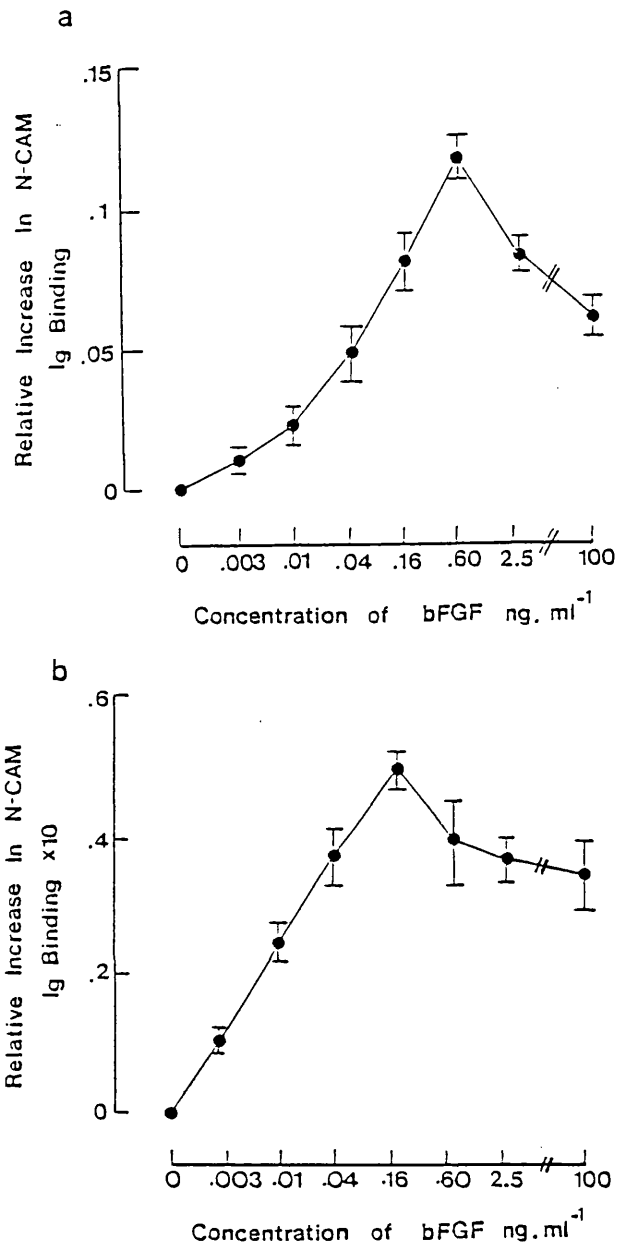 a
Relative Increase In N-CAM
Ig Binding
.15
.1
.05
0
0 .003 .01 .04 .16 .60 2.5 100
Concentration of bFGF ng. ml⁻¹
b
Relative Increase In N-CAM
Ig Binding x10
.6
.4
.2
0
0 .003 .01 .04 .16 .60 2.5 100
Concentration of bFGF ng. ml⁻¹